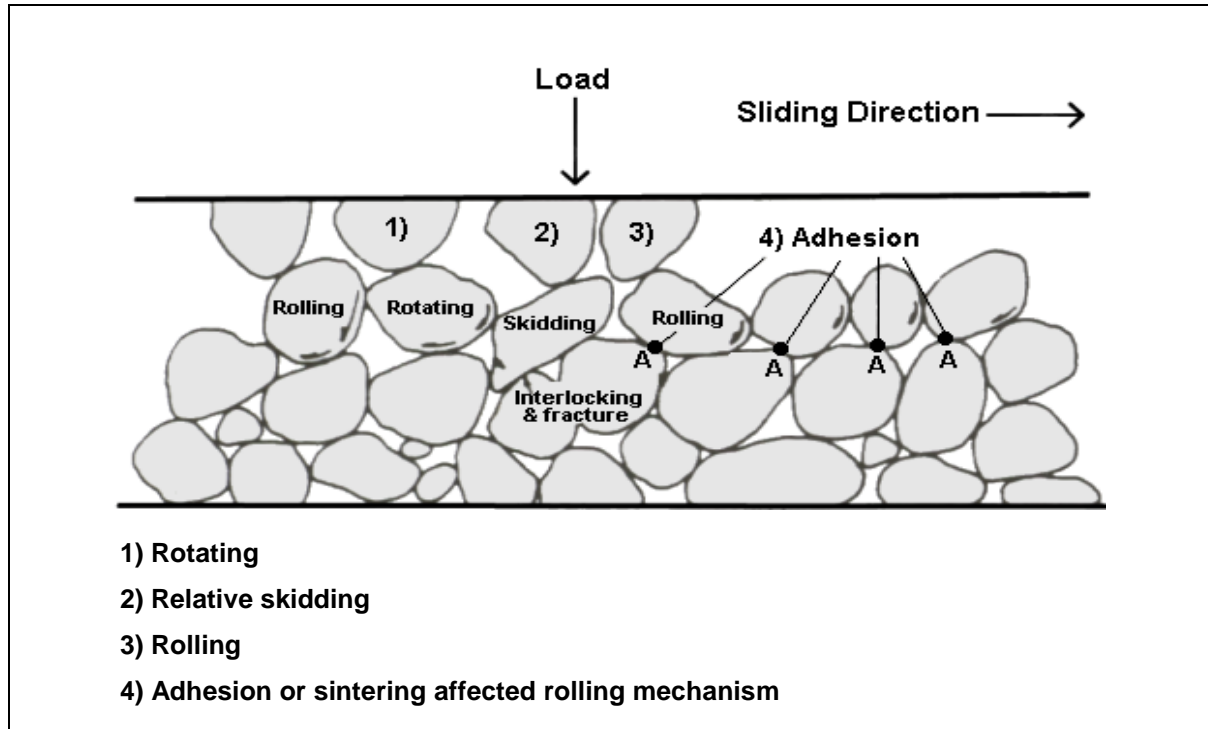 Load
Sliding Direction
1)
2)
3)
4) Adhesion
Rolling
Rotating
Skidding
Rolling
A
A
A
A
Interlocking
& fracture
1) Rotating
2) Relative skidding
3) Rolling
4) Adhesion or sintering affected rolling mechanism